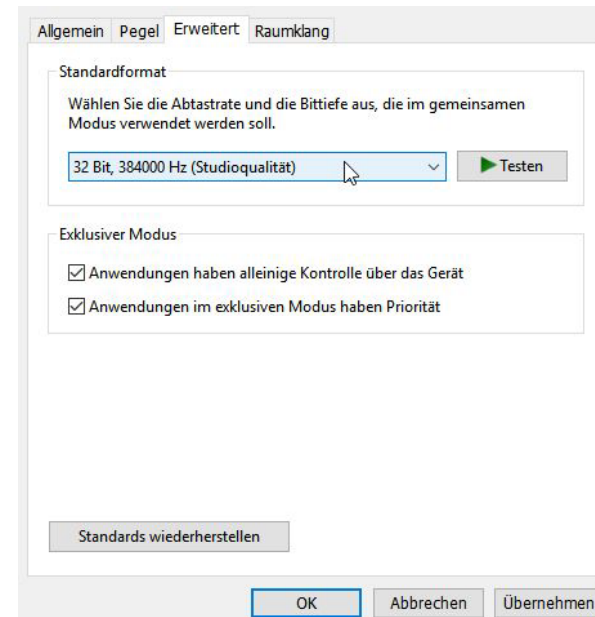 Allgemein Pegel Erweitert Raumklang
Standardformat
Wählen Sie die Abtastrate und die Bittiefe aus, die im gemeinsamen
Modus verwendet werden soll.
32 Bit, 384000 Hz (Studioqualität)
Testen
Exklusiver Modus
Anwendungen haben alleinige Kontrolle über das Gerät
Anwendungen im exklusiven Modus haben Priorität
Standards wiederherstellen
OK Abbrechen Übernehmen